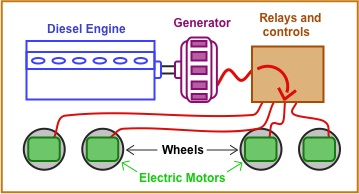 Diesel Engine
Generator
Relays and
controls
Wheels
Electric Motors